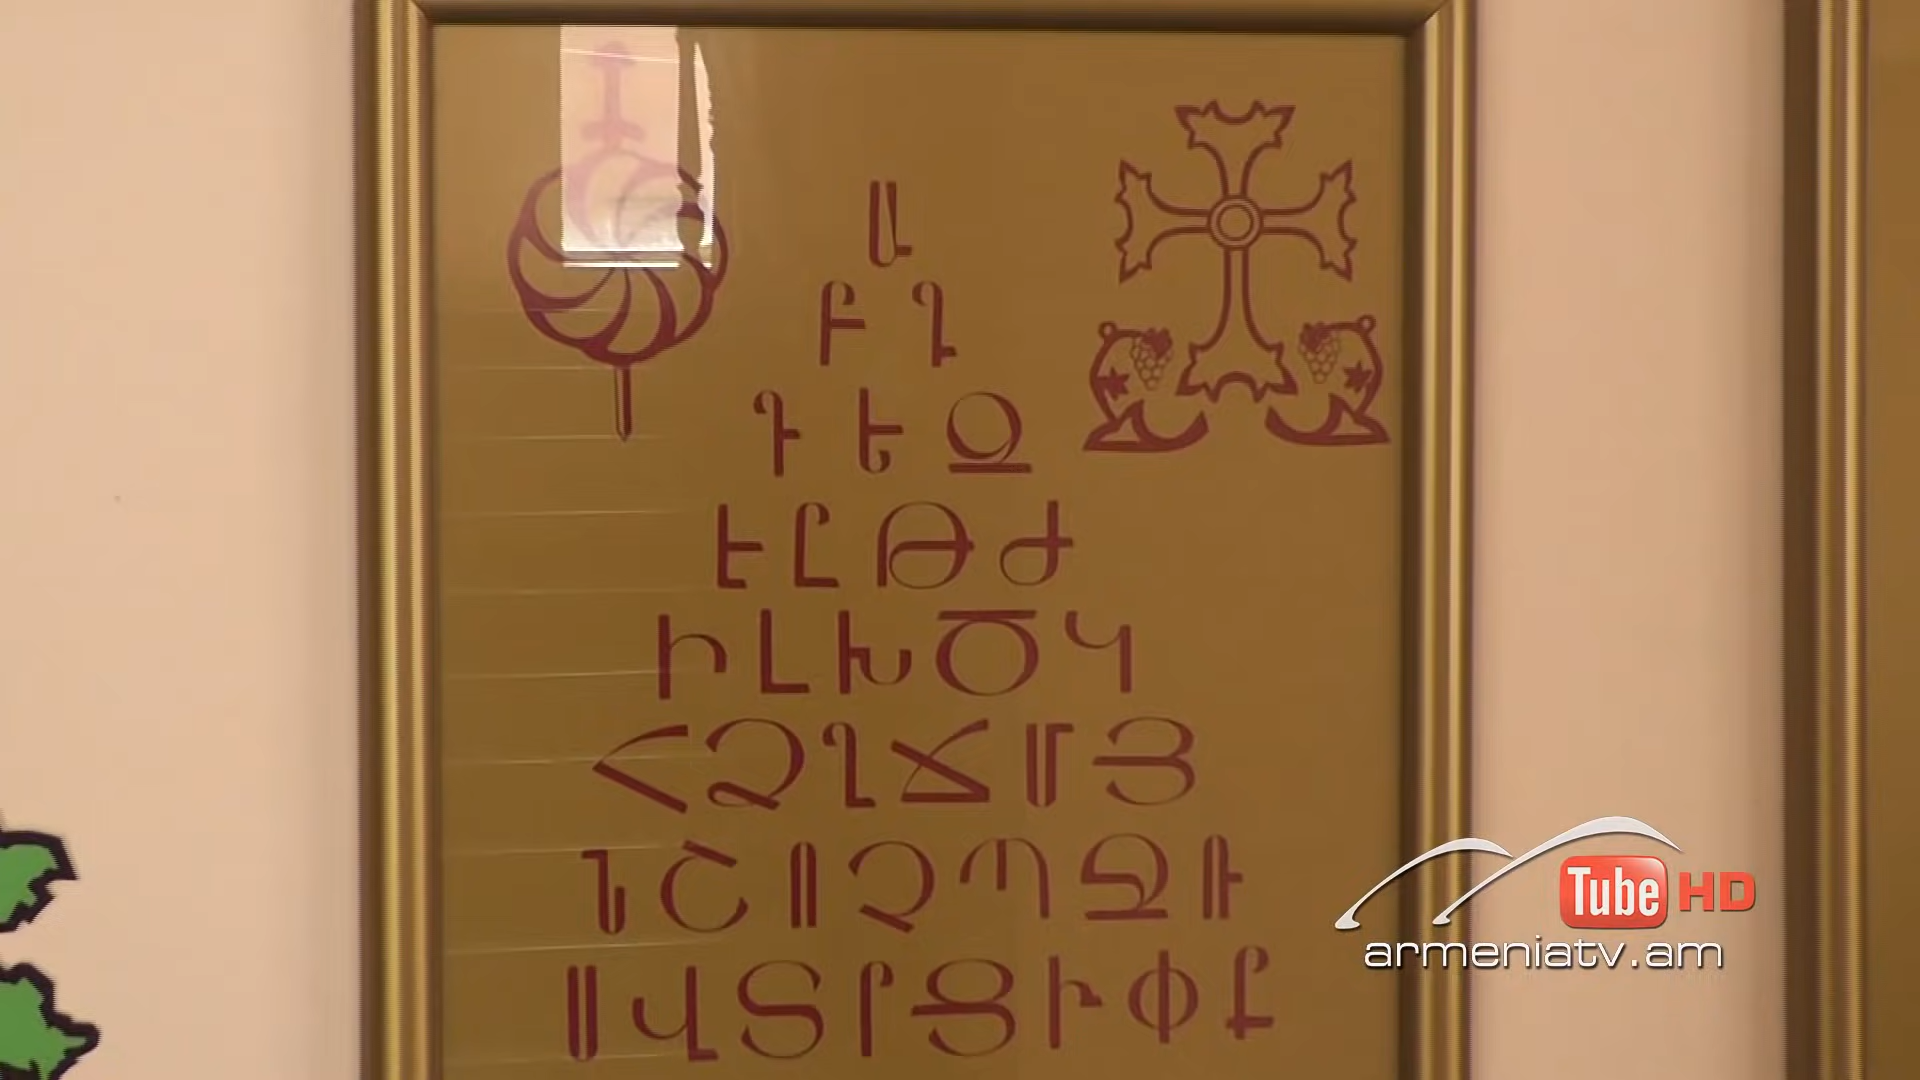 Ա
Բ Գ
Դ Ե Զ
Է Ը Թ Ժ
Ի Լ Խ Ծ Կ
Հ Ձ Ղ Ճ Մ Յ
Ն Շ Ո Չ Պ Ջ Ռ
Ս Վ Տ Ր Ց Ւ Փ Ք
Tube HD
armeniatv.am